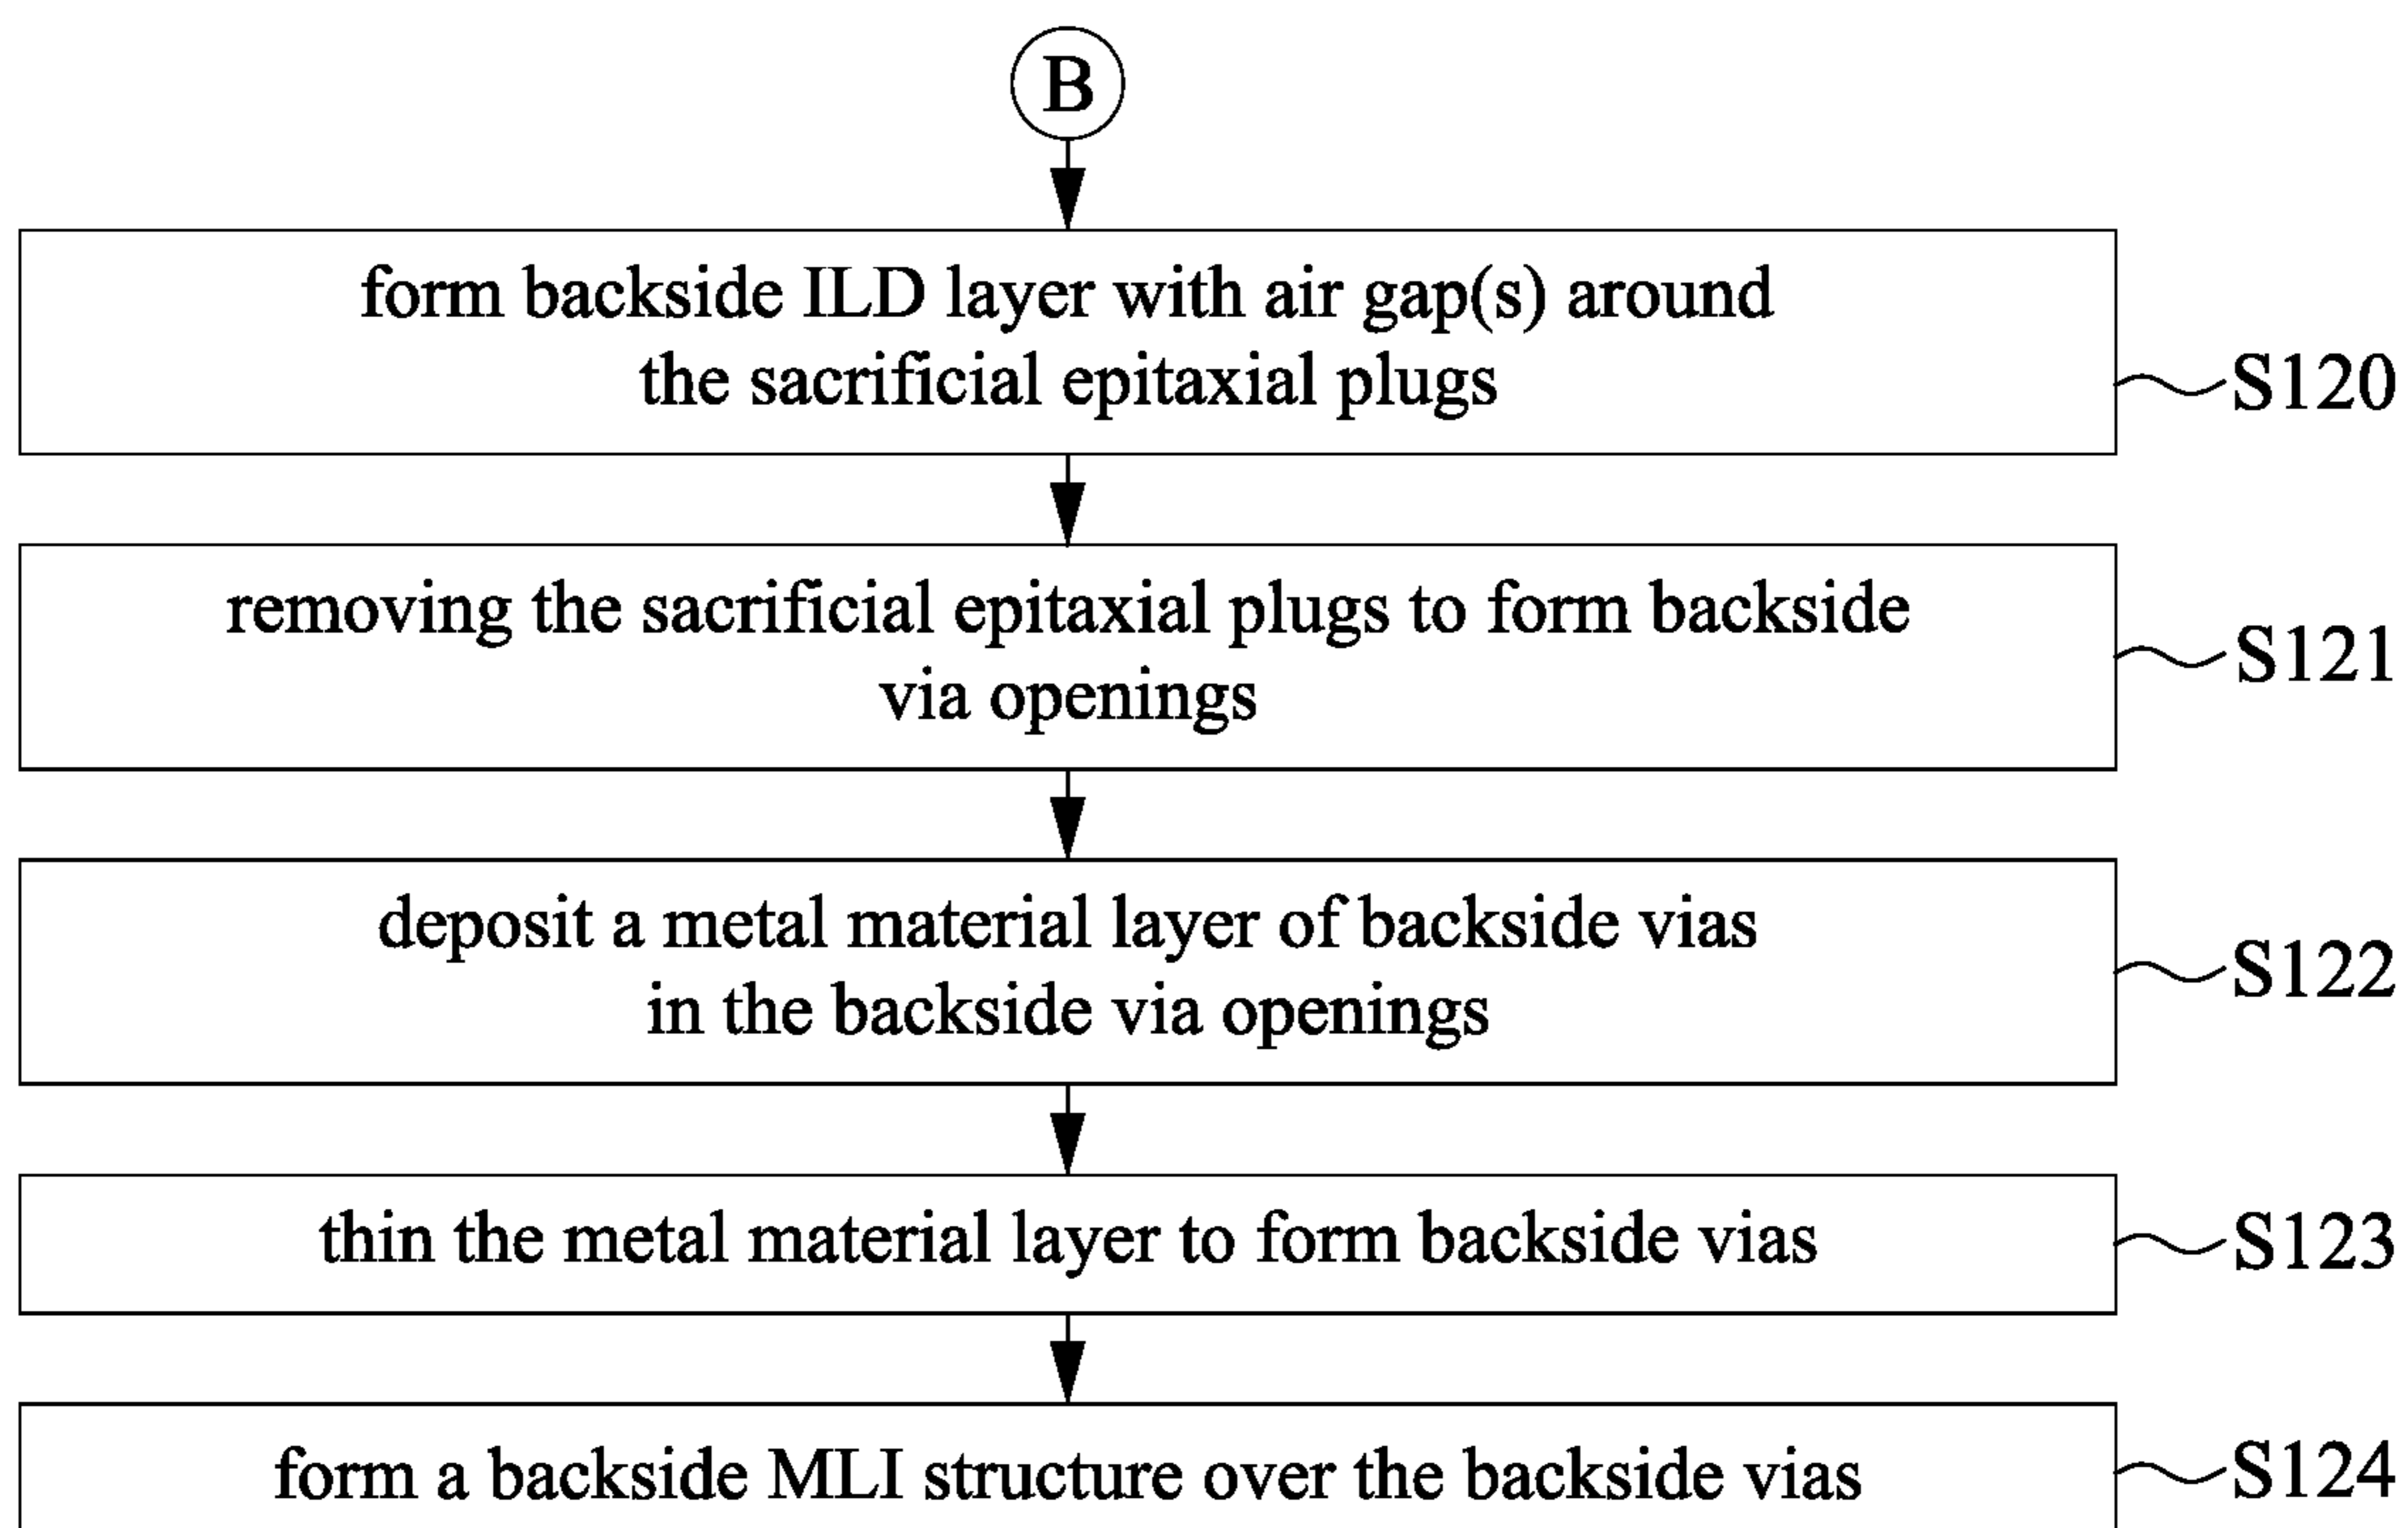 B
form backside ILD layer with air gap(s) around
the sacrificial epitaxial plugs
S120
removing the sacrificial epitaxial plugs to form backside
via openings
S121
deposit a metal material layer of backside vias
in the backside via openings
S122
thin the metal material layer to form backside vias
S123
form a backside MLI structure over the backside vias
S124